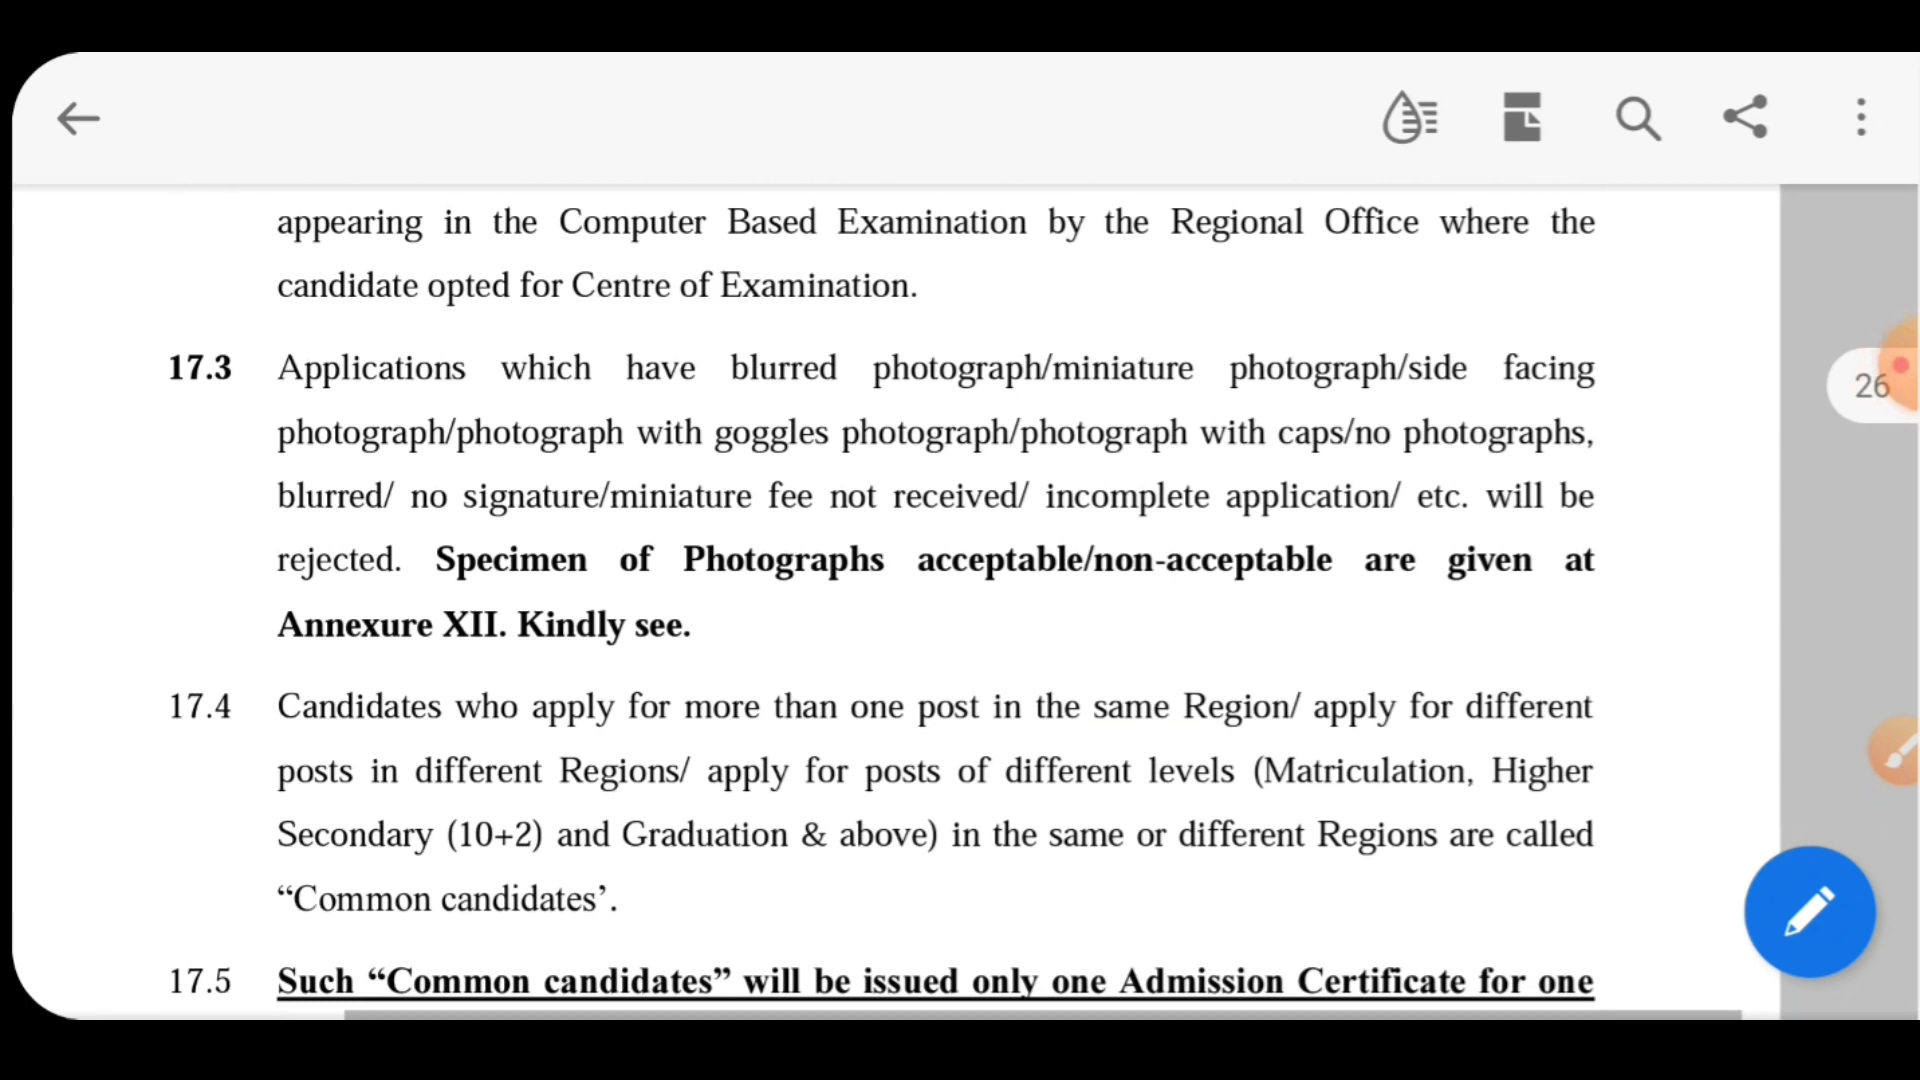 appearing in the Computer Based Examination by the Regional Office where the
candidate opted for Centre of Examination.
17.3 Applications which have blurred photograph/miniature photograph/side facing
photograph/photograph with goggles photograph/photograph with caps/no photographs,
blurred/ no signature/miniature fee not received/ incomplete application/ etc. will be
rejected. Specimen of Photographs acceptable/non-acceptable are given at
Annexure XII. Kindly see.
26
17.4 Candidates who apply for more than one post in the same Region/ apply for different
posts in different Regions/ apply for posts of different levels (Matriculation, Higher
Secondary (10+2) and Graduation & above) in the same or different Regions are called
“Common candidates’.
17.5 Such “Common candidates” will be issued only one Admission Certificate for one